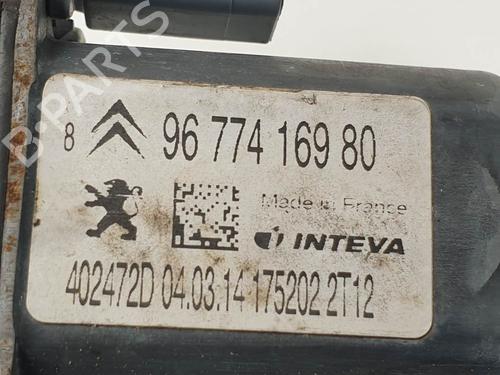 8 96 774 169 80
Made in France
INTEVA
402472D 04.03.14 175202 2T12
B-PARTS